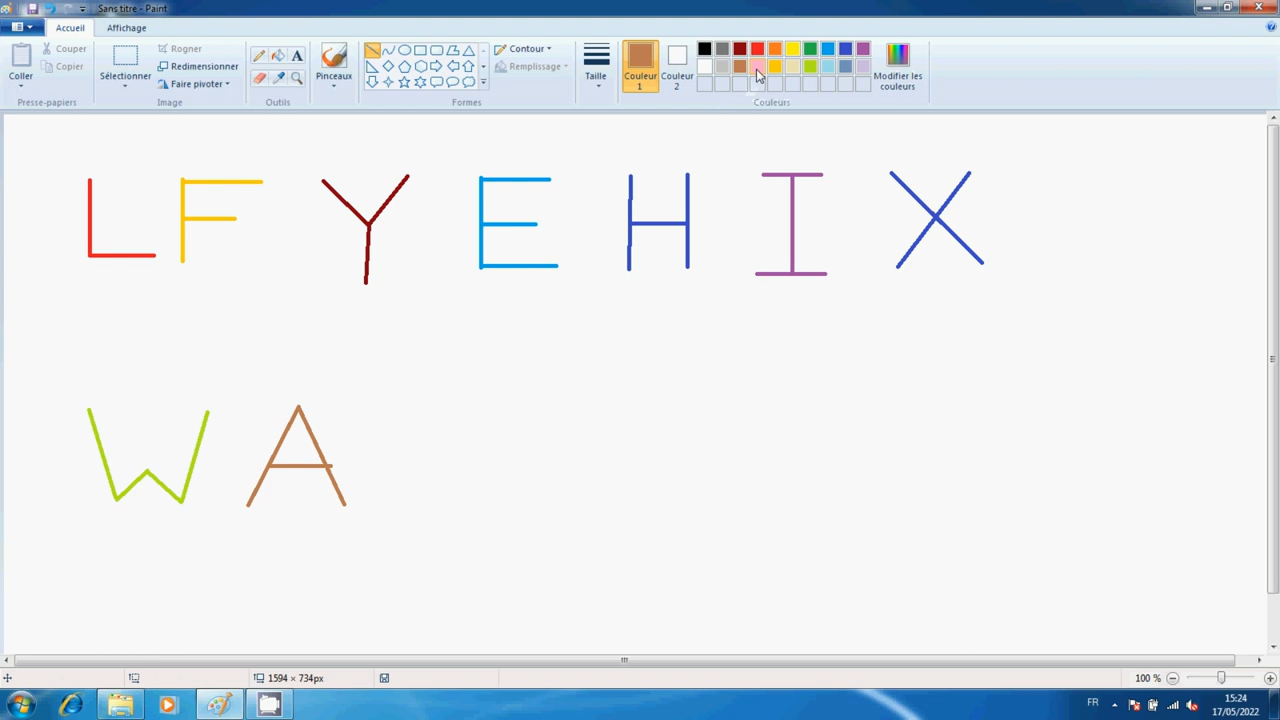 Sans titre - Paint
Accueil Affichage
Coller
Couper
Copier
Presse-papiers
Sélectionner
Rogner
Redimensionner
Faire pivoter
Image
A
Outils
Pinceaux
Contour
Remplissage
Formes
Taille
Couleur 1
Couleur 2
Modifier les couleurs
Couleurs
L F Y E H I X
W A
1594 × 734px
100 %
FR
15:24
17/05/2022